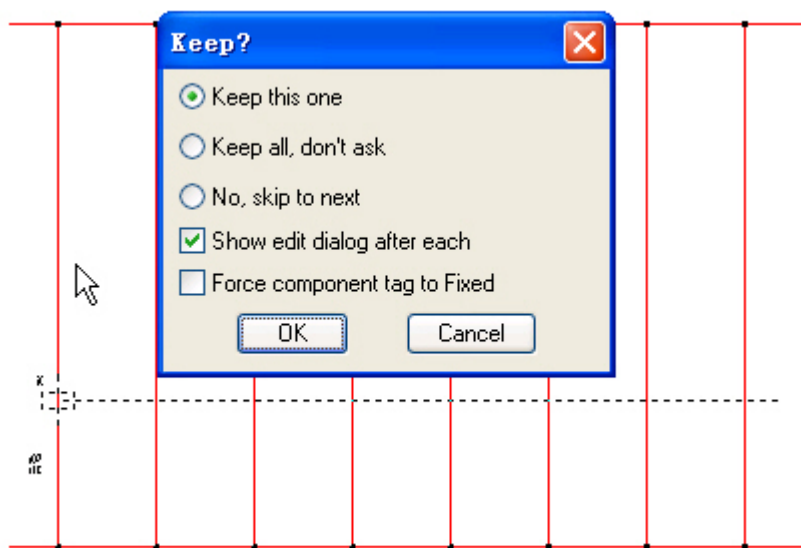 Keep?
Keep this one
Keep all, don't ask
No, skip to next
Show edit dialog after each
Force component tag to Fixed
OK
Cancel